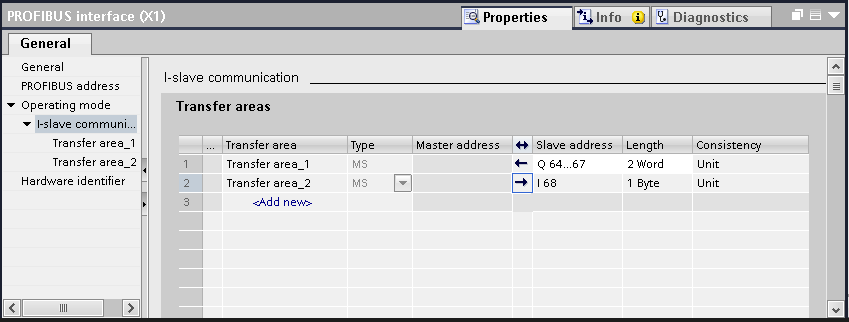 PROFIBUS interface (X1)
Properties
Info
Diagnostics
General
General
PROFIBUS address
Operating mode
I-slave communi...
Transfer area_1
Transfer area_2
Hardware identifier
I-slave communication
Transfer areas
... Transfer area Type Master address ↔ Slave address Length Consistency
1 Transfer area_1 MS ← Q 64...67 2 Word Unit
2 Transfer area_2 MS → I 68 1 Byte Unit
3 <Add new>